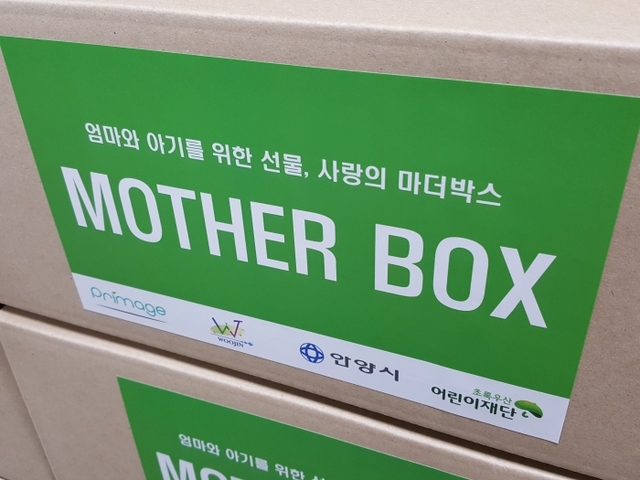 엄마와 아기를 위한 선물, 사랑의 마더박스
MOTHER BOX
Primage
WOOJIN
안양시
초록우산
어린이재단
엄마와 아기를 위한
MOT